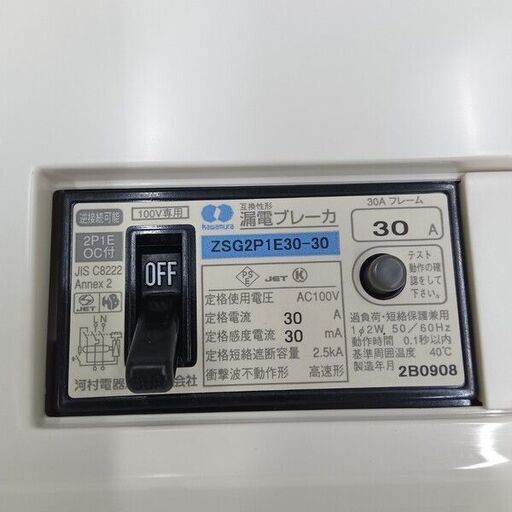 逆接続可能
100V専用
2P1E
OC付
JIS C8222
Annex 2
JET
L N
OFF
河村電器
株式会社
kawamura
互換性形
漏電ブレーカ
ZSG2P1E30-30
PS
E
JET
K
定格使用電圧 AC100V
定格電流 30 A
定格感度電流 30 mA
定格短絡遮断容量 2.5kA
衝撃波不動作形 高速形
30A フレーム
30 A
テスト
動作の確
認をして
下さい。
過負荷・短絡保護兼用
1φ2W, 50/60Hz
動作時間 0.1秒以内
基準周囲温度 40℃
製造年月 2B0908